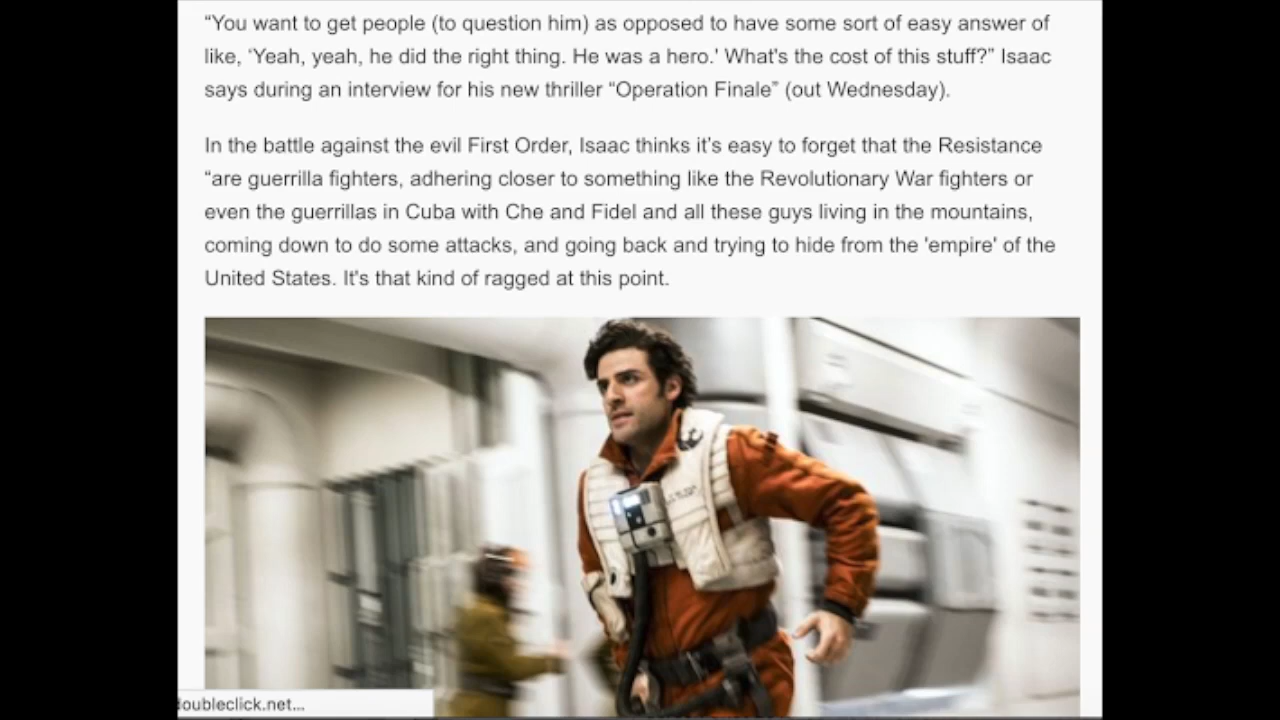 “You want to get people (to question him) as opposed to have some sort of easy answer of
like, ‘Yeah, yeah, he did the right thing. He was a hero.' What's the cost of this stuff?” Isaac
says during an interview for his new thriller “Operation Finale” (out Wednesday).
In the battle against the evil First Order, Isaac thinks it’s easy to forget that the Resistance
“are guerrilla fighters, adhering closer to something like the Revolutionary War fighters or
even the guerrillas in Cuba with Che and Fidel and all these guys living in the mountains,
coming down to do some attacks, and going back and trying to hide from the 'empire' of the
United States. It's that kind of ragged at this point.
doubleclick.net...